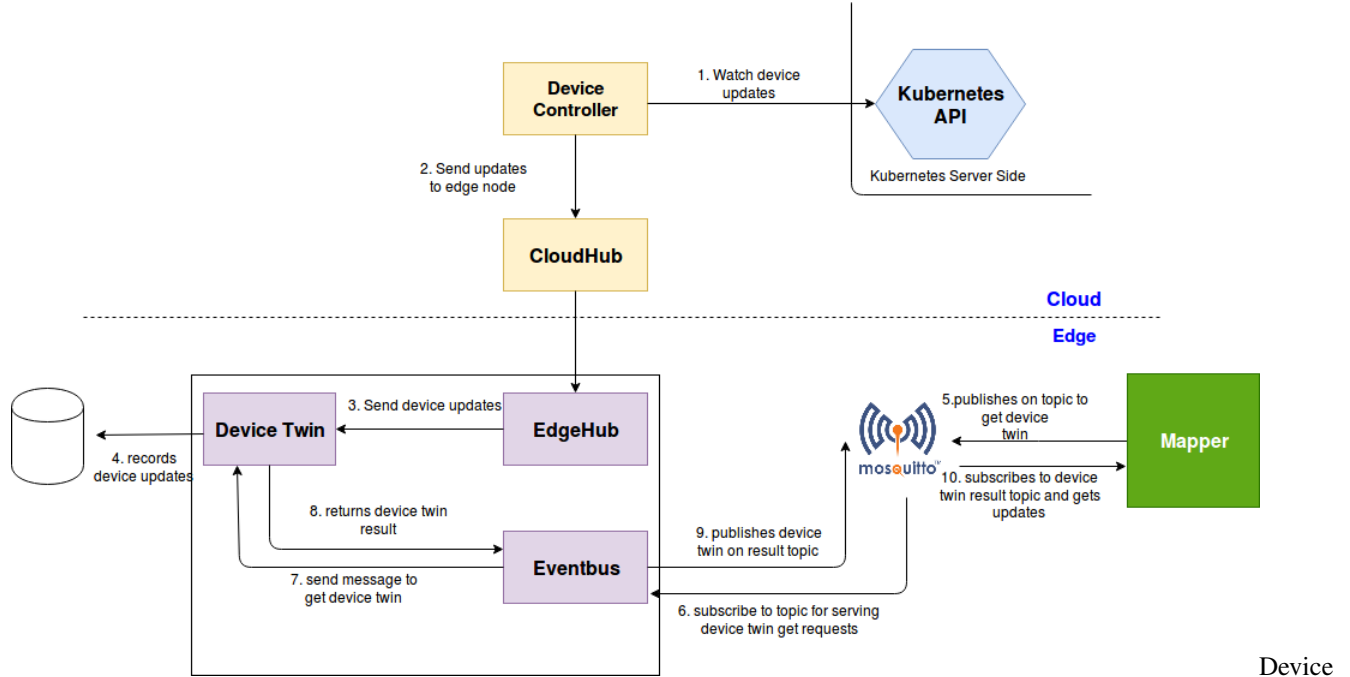 Device
Controller
1. Watch device
updates
Kubernetes
API
Kubernetes Server Side
2. Send updates
to edge node
CloudHub
Cloud
Edge
Device Twin
3. Send device updates
EdgeHub
4. records
device updates
mosquitto™
5.publishes on topic to
get device
twin
Mapper
10. subscribes to device
twin result topic and gets
updates
8. returns device twin
result
7. send message to
get device twin
Eventbus
9. publishes device
twin on result topic
6. subscribe to topic for serving
device twin get requests
Device